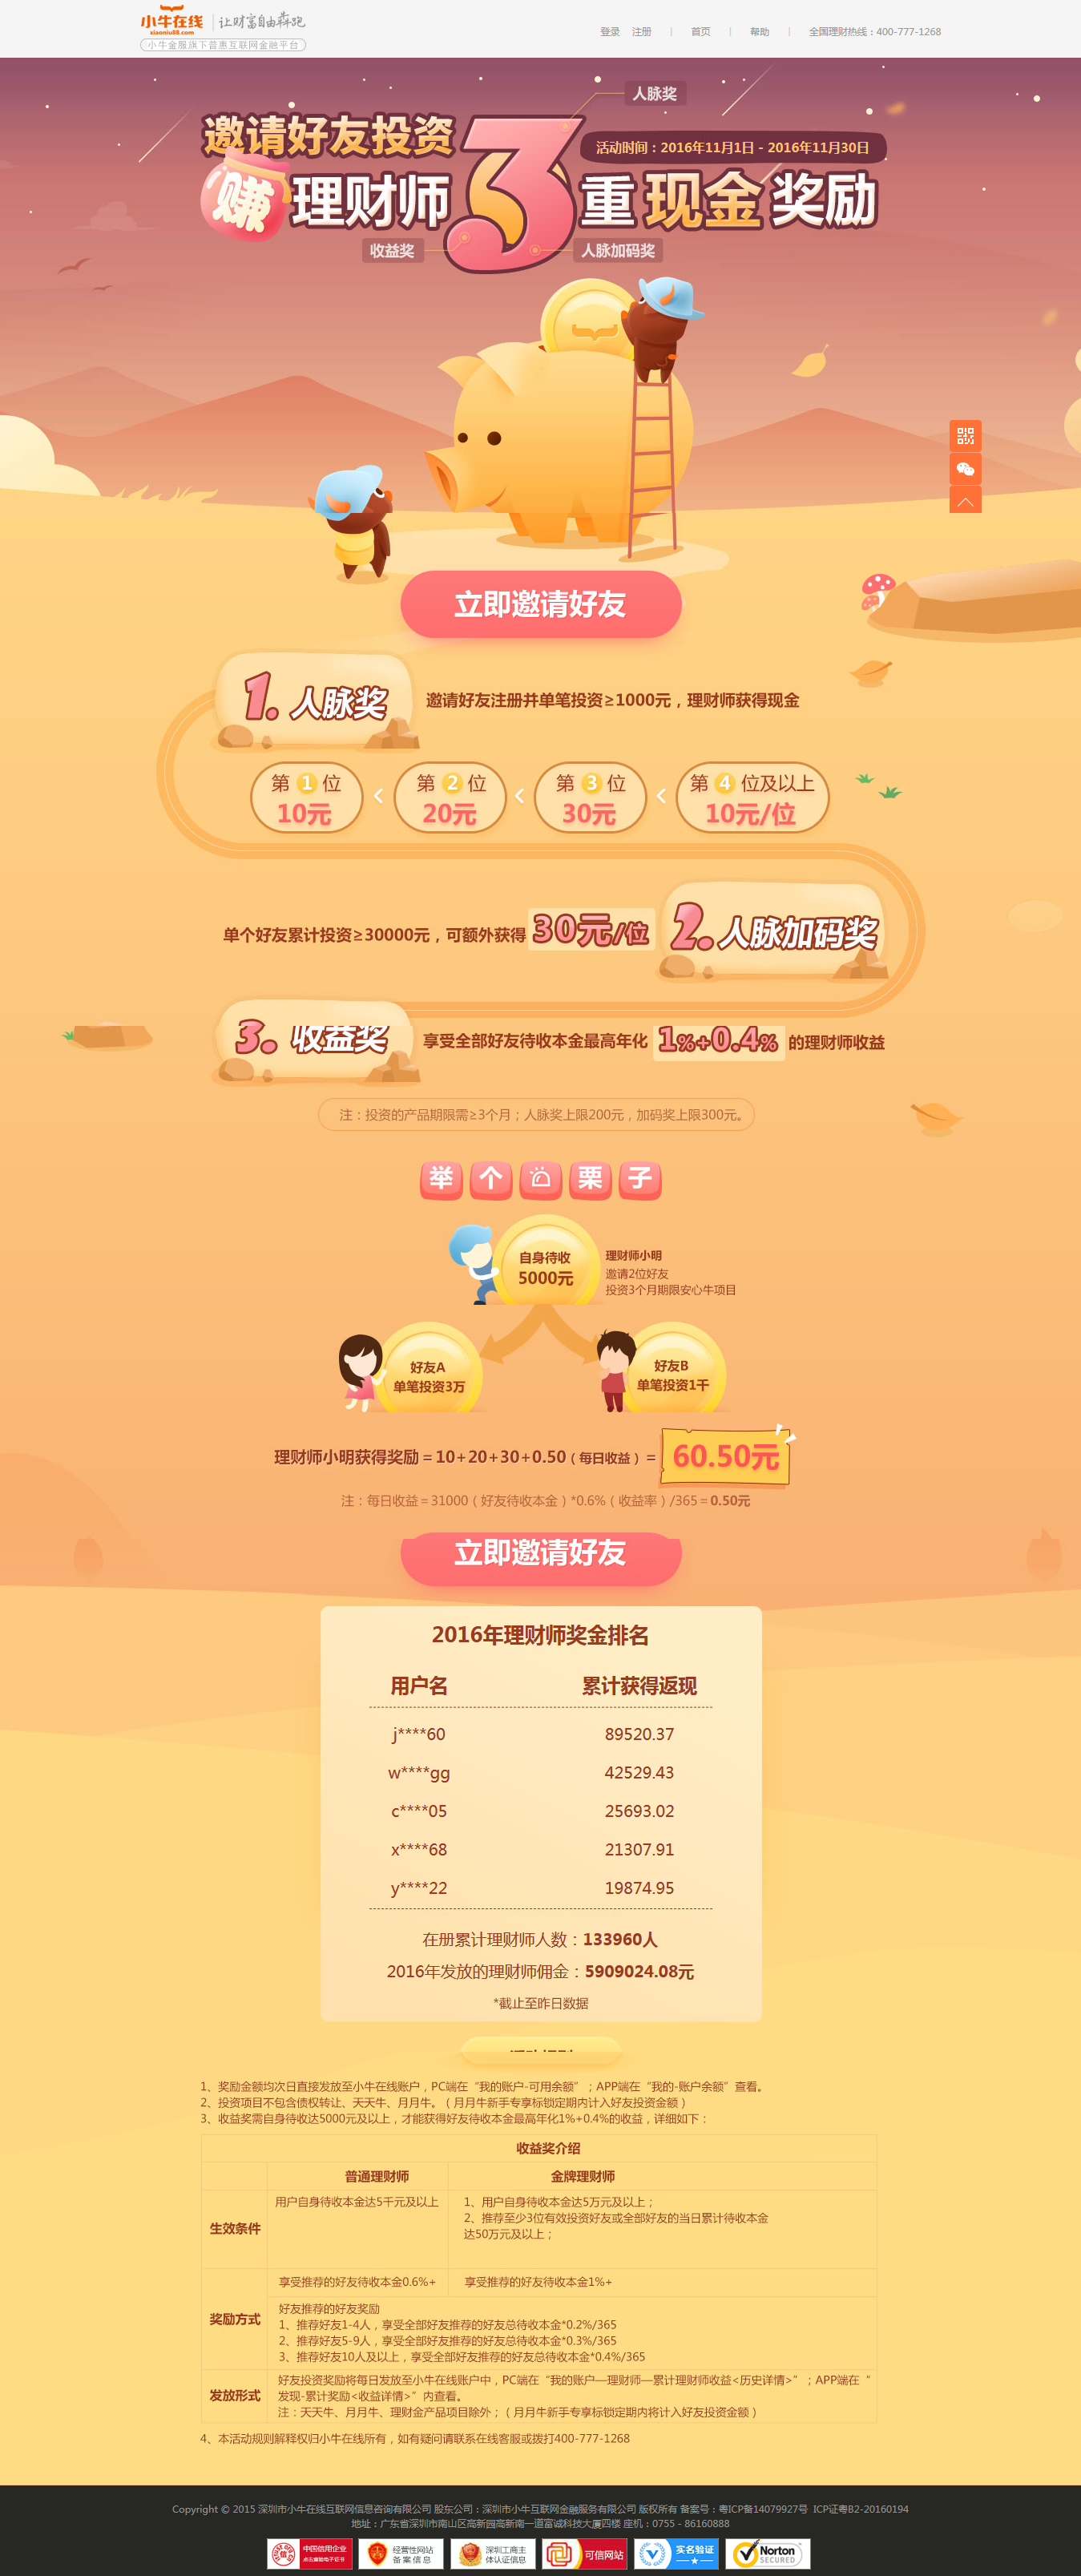 小牛在线
xiaoniu88.com
让财富自由犇跑
小牛金服旗下普惠互联网金融平台
登录 注册 | 首页 | 帮助 | 全国理财热线：400-777-1268
人脉奖
邀请好友投资
活动时间：2016年11月1日 - 2016年11月30日
赚理财师3重现金奖励
收益奖
人脉加码奖
立即邀请好友
1.人脉奖
邀请好友注册并单笔投资≥1000元，理财师获得现金
第1位 第2位 第3位 第4位及以上
10元 < 20元 < 30元 < 10元/位
单个好友累计投资≥30000元，可额外获得30元/位
2.人脉加码奖
3.收益奖
享受全部好友待收本金最高年化 1%+0.4% 的理财师收益
注：投资的产品期限需≥3个月；人脉奖上限200元，加码奖上限300元。
举个栗子
自身待收
5000元
理财师小明
邀请2位好友
投资3个月期限安心牛项目
好友A
单笔投资3万
好友B
单笔投资1千
理财师小明获得奖励＝10+20+30+0.50（每日收益）＝ 60.50元
注：每日收益＝31000（好友待收本金）*0.6%（收益率）/365＝0.50元
立即邀请好友
2016年理财师奖金排名
用户名 累计获得返现
j****60 89520.37
w****gg 42529.43
c****05 25693.02
x****68 21307.91
y****22 19874.95
在册累计理财师人数：133960人
2016年发放的理财师佣金：5909024.08元
*截止至昨日数据
1、奖励金额均次日直接发放至小牛在线账户，PC端在“我的账户-可用余额”；APP端在“我的-账户余额”查看。
2、投资项目不包含债权转让、天天牛、月月牛。（月月牛新手专享标锁定期内计入好友投资金额）
3、收益奖需自身待收达5000元及以上，才能获得好友待收本金最高年化1%+0.4%的收益，详细如下：
收益奖介绍
普通理财师 金牌理财师
生效条件
用户自身待收本金达5千元及以上
1、用户自身待收本金达5万元及以上；
2、推荐至少3位有效投资好友或全部好友的当日累计待收本金
达50万元及以上；
奖励方式
享受推荐的好友待收本金0.6%+ 享受推荐的好友待收本金1%+
好友推荐的好友奖励
1、推荐好友1-4人，享受全部好友推荐的好友总待收本金*0.2%/365
2、推荐好友5-9人，享受全部好友推荐的好友总待收本金*0.3%/365
3、推荐好友10人及以上，享受全部好友推荐的好友总待收本金*0.4%/365
发放形式
好友投资奖励将每日发放至小牛在线账户中，PC端在“我的账户—理财师—累计理财师收益<历史详情>”；APP端在“
发现-累计奖励<收益详情>”内查看。
注：天天牛、月月牛、理财金产品项目除外；（月月牛新手专享标锁定期内将计入好友投资金额）
4、本活动规则解释权归小牛在线所有，如有疑问请联系在线客服或拨打400-777-1268
Copyright © 2015 深圳市小牛在线互联网信息咨询有限公司 股东公司：深圳市小牛互联网金融服务有限公司 版权所有 备案号：粤ICP备14079927号 ICP证粤B2-20160194
地址：广东省深圳市南山区高新园高新南一道富诚科技大厦四楼 座机：0755 - 86160888
中国信用企业
点击查验电子证书
经营性网站
备案信息
深圳工商主
体认证信息
可信网站
实名验证
Norton
SECURED